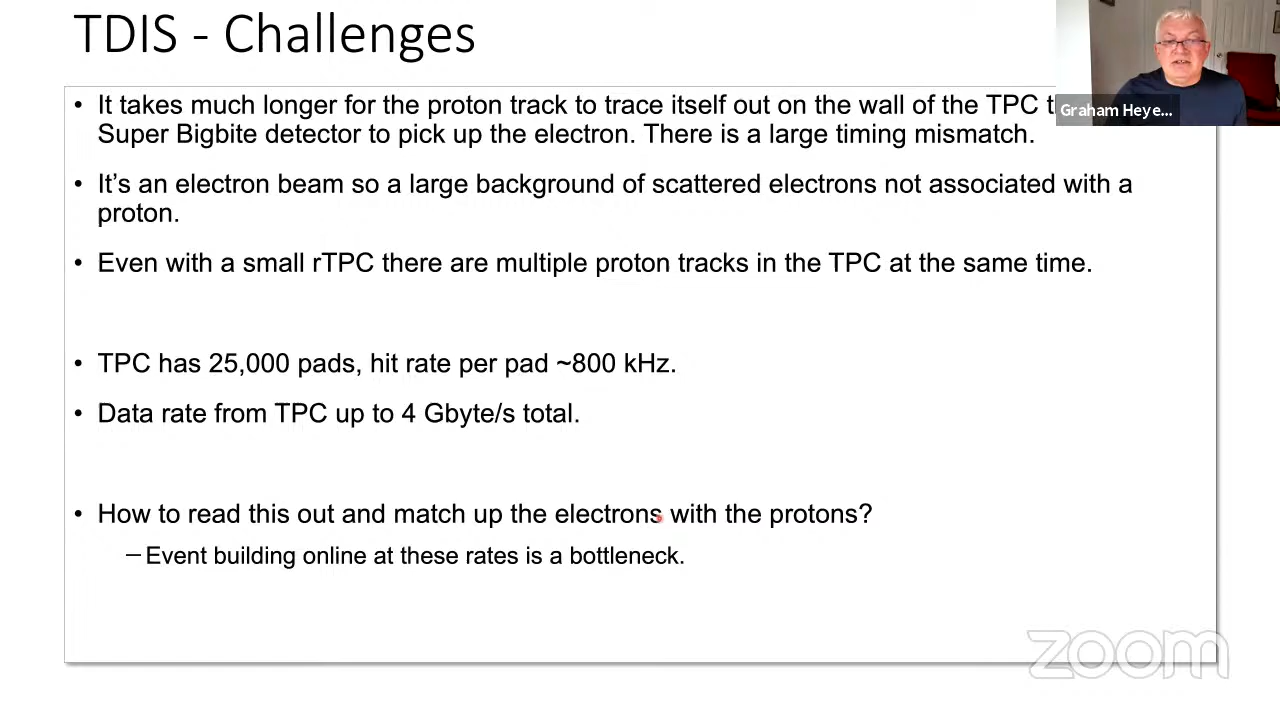 TDIS - Challenges
• It takes much longer for the proton track to trace itself out on the wall of the TPC
Super Bigbite detector to pick up the electron. There is a large timing mismatch.
• It’s an electron beam so a large background of scattered electrons not associated with a
proton.
• Even with a small rTPC there are multiple proton tracks in the TPC at the same time.
• TPC has 25,000 pads, hit rate per pad ~800 kHz.
• Data rate from TPC up to 4 Gbyte/s total.
• How to read this out and match up the electrons with the protons?
– Event building online at these rates is a bottleneck.
Graham Heye...
zoom